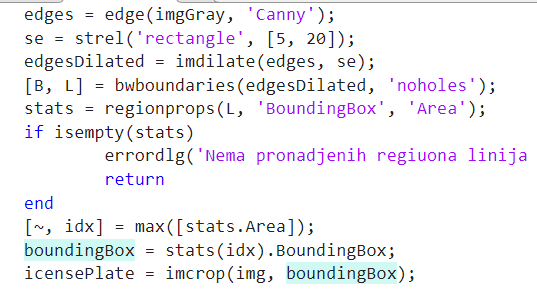 edges = edge(imgGray, 'Canny');
se = strel('rectangle', [5, 20]);
edgesDilated = imdilate(edges, se);
[B, L] = bwboundaries(edgesDilated, 'noholes');
stats = regionprops(L, 'BoundingBox', 'Area');
if isempty(stats)
errordlg('Nema pronadjenih regiuona linija
return
end
[~, idx] = max([stats.Area]);
boundingBox = stats(idx).BoundingBox;
icensePlate = imcrop(img, boundingBox);